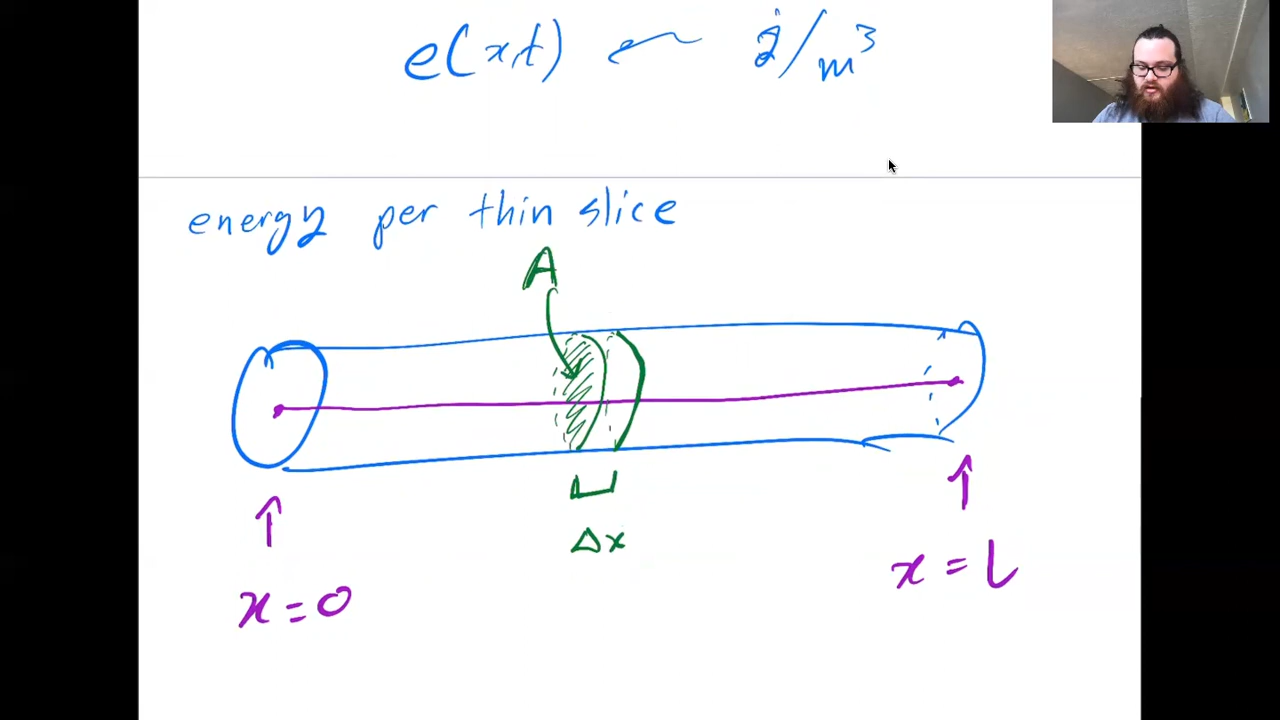 e(x,t) j/m³
energy per thin slice
A
Δx
x = L
x = 0